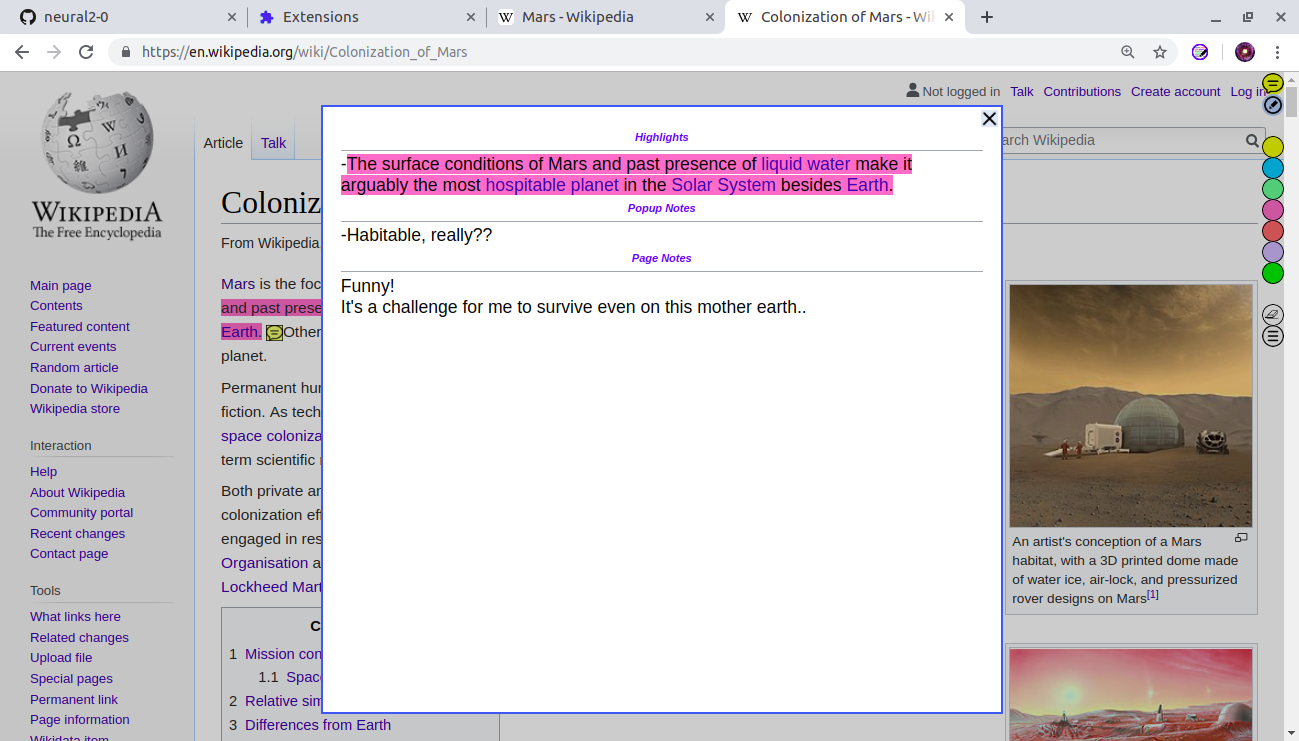 neural2-0
Extensions
Mars - Wikipedia
Colonization of Mars - Wi
https://en.wikipedia.org/wiki/Colonization_of_Mars
Not logged in Talk Contributions Create account Log in
Article Talk
arch Wikipedia
WIKIPEDIA
The Free Encyclopedia
Main page
Contents
Featured content
Current events
Random article
Donate to Wikipedia
Wikipedia store
Interaction
Help
About Wikipedia
Community portal
Recent changes
Contact page
Tools
What links here
Related changes
Upload file
Special pages
Permanent link
Page information
Wikidata item
Coloniz
From Wikipedia
Mars is the foc
and past prese
Earth. Other
planet.
Permanent hur
fiction. As tech
space coloniza
term scientific
Both private an
colonization eff
engaged in res
Organisation a
Lockheed Mart
C
1 Mission con
1.1 Space
2 Relative sim
3 Differences from Earth
Highlights
-The surface conditions of Mars and past presence of liquid water make it
arguably the most hospitable planet in the Solar System besides Earth.
Popup Notes
-Habitable, really??
Page Notes
Funny!
It's a challenge for me to survive even on this mother earth..
An artist's conception of a Mars
habitat, with a 3D printed dome made
of water ice, air-lock, and pressurized
rover designs on Mars[1]